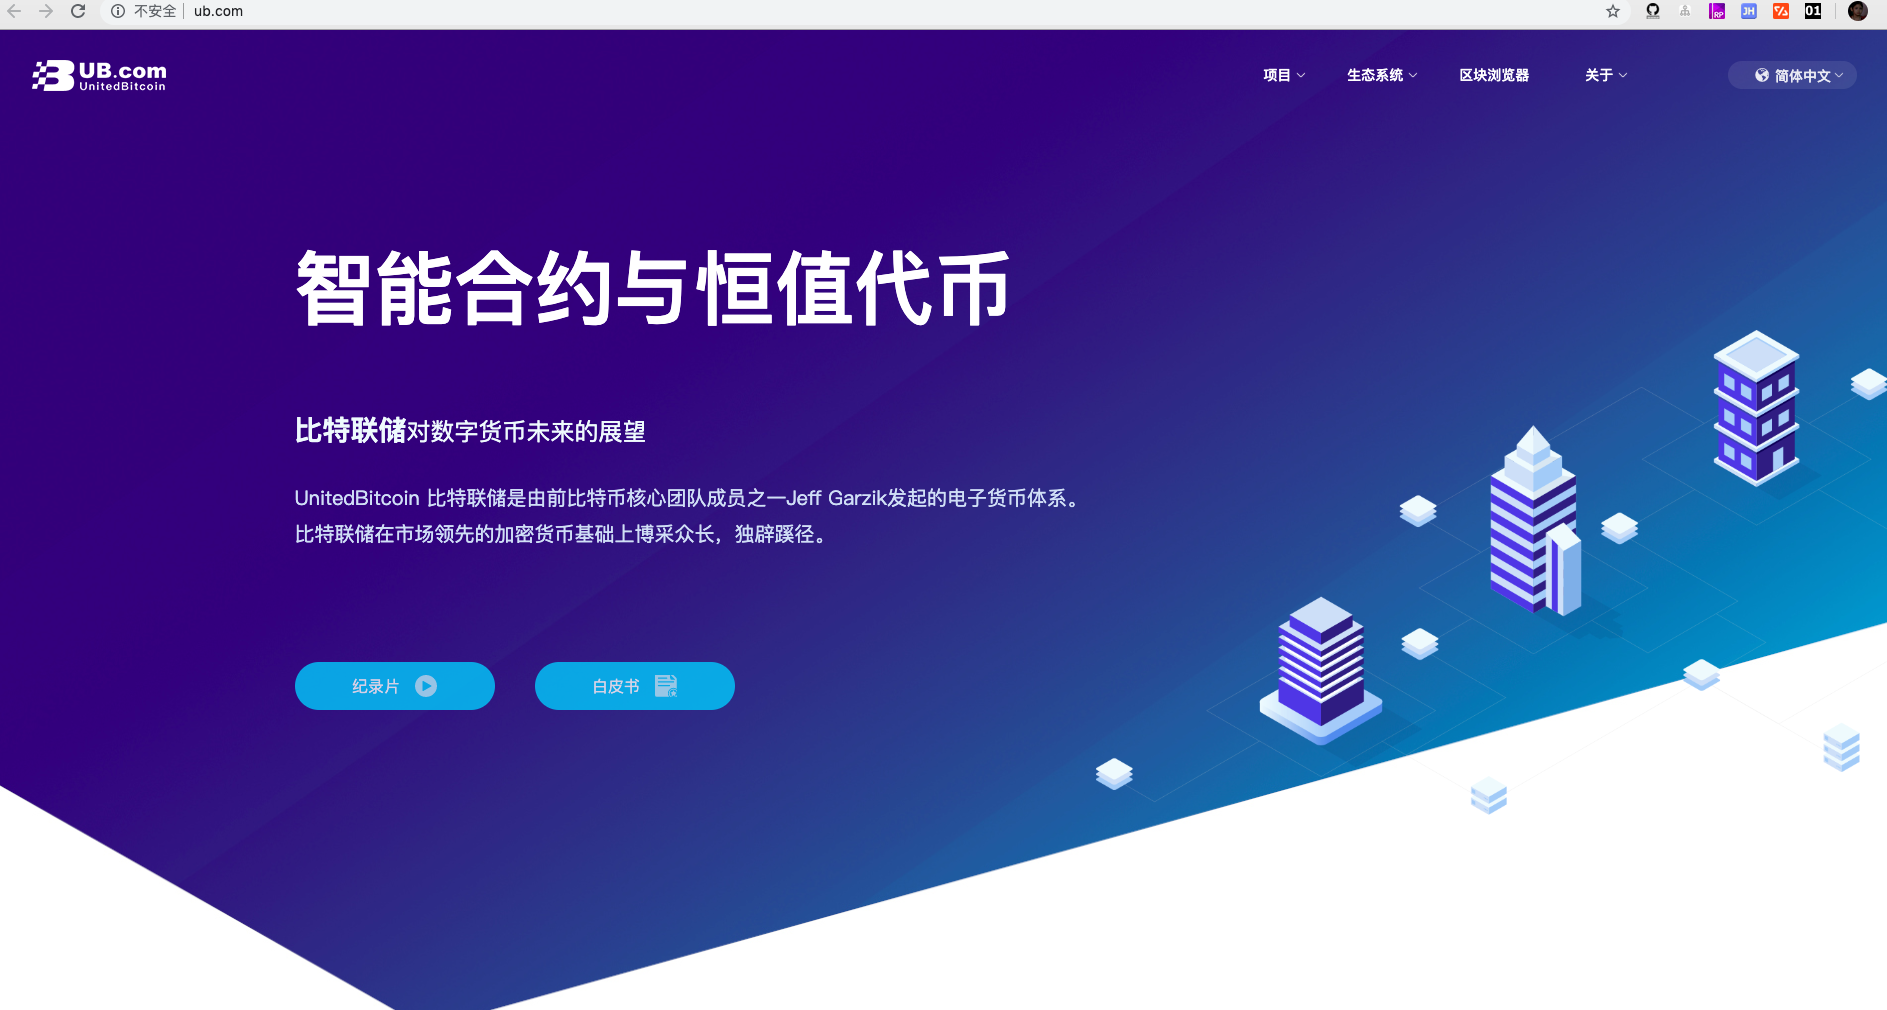 不安全 ub.com
RP JH 01
UB.com
UnitedBitcoin
项目 生态系统 区块浏览器 关于 简体中文
智能合约与恒值代币
比特联储对数字货币未来的展望
UnitedBitcoin 比特联储是由前比特币核心团队成员之一Jeff Garzik发起的电子货币体系。
比特联储在市场领先的加密货币基础上博采众长，独辟蹊径。
纪录片 白皮书